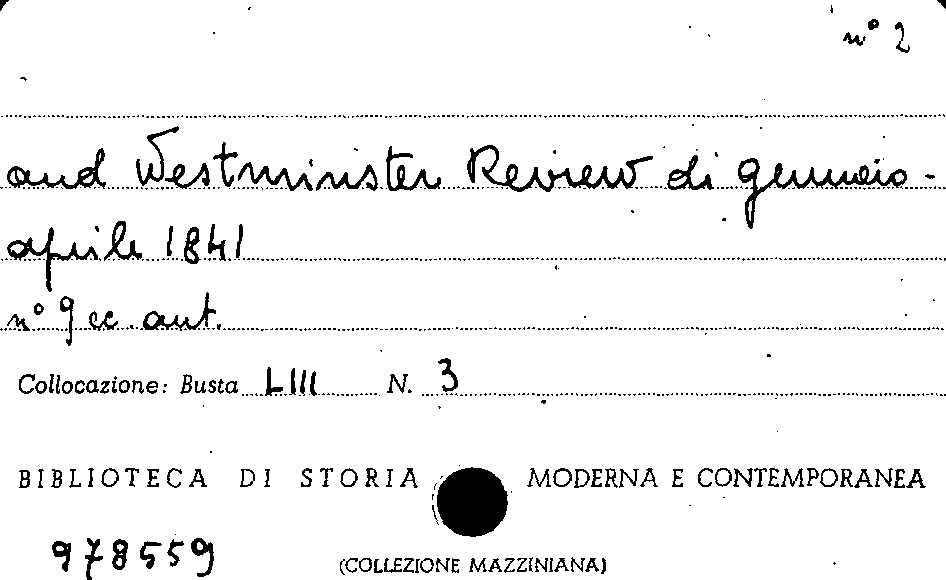 n° 2
and Westminster Review di gennaio-
aprile 1841
n° 9 cc. aut.
Collocazione: Busta LIII N. 3
BIBLIOTECA DI STORIA MODERNA E CONTEMPORANEA
978559
(COLLEZIONE MAZZINIANA)